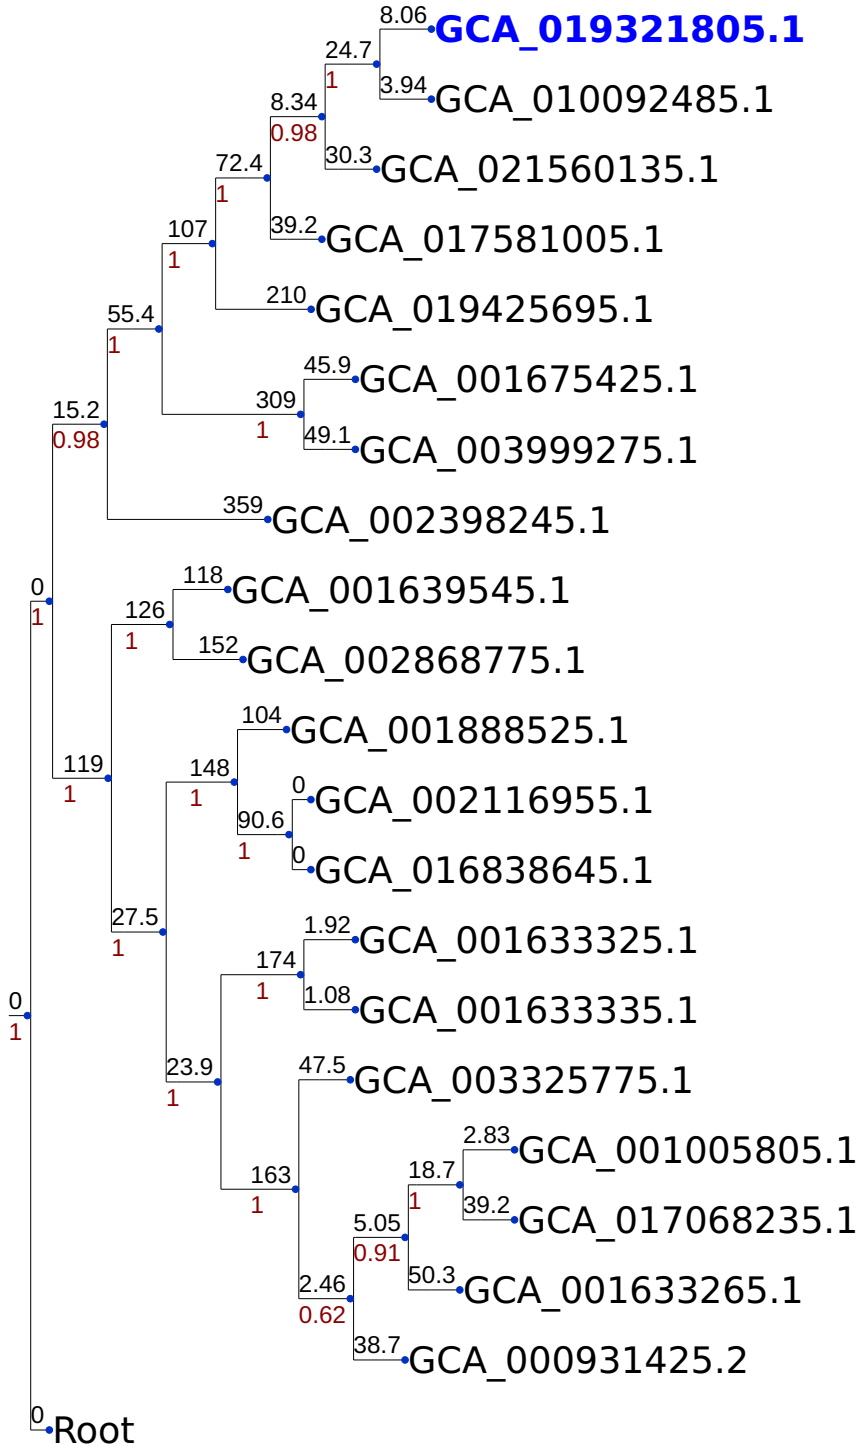 8.06
GCA_019321805.1
24.7
1
3.94
GCA_010092485.1
8.34
0.98
30.3
GCA_021560135.1
72.4
1
39.2
GCA_017581005.1
107
1
210
GCA_019425695.1
55.4
1
45.9
GCA_001675425.1
309
1
49.1
GCA_003999275.1
15.2
0.98
359
GCA_002398245.1
0
1
118
GCA_001639545.1
126
1
152
GCA_002868775.1
119
1
104
GCA_001888525.1
148
1
0
GCA_002116955.1
90.6
1
0
GCA_016838645.1
27.5
1
1.92
GCA_001633325.1
174
1
1.08
GCA_001633335.1
0
1
23.9
1
47.5
GCA_003325775.1
163
1
2.83
GCA_001005805.1
18.7
1
39.2
GCA_017068235.1
5.05
0.91
50.3
GCA_001633265.1
2.46
0.62
38.7
GCA_000931425.2
0
Root